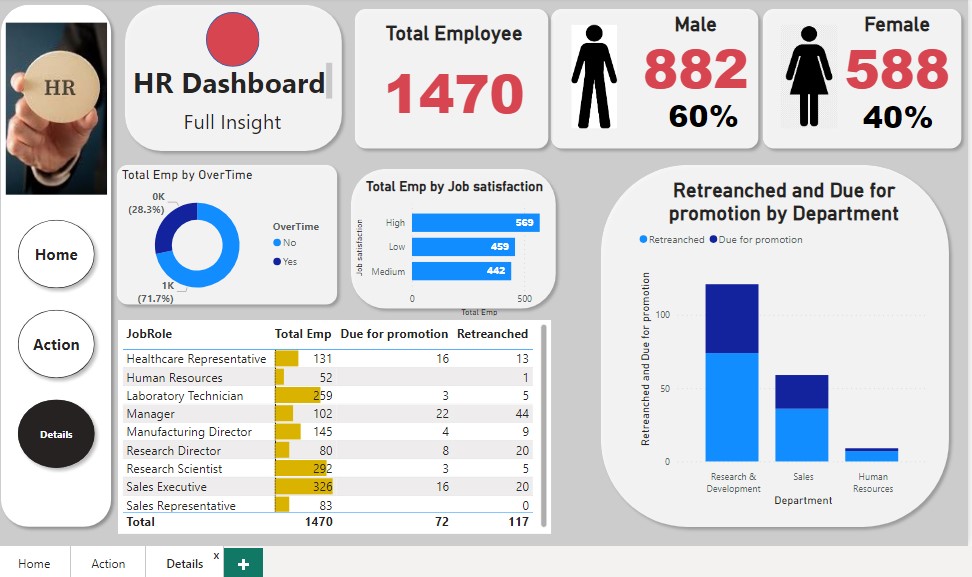 HR
HR Dashboard
Full Insight
Total Employee
1470
Male
882
60%
Female
588
40%
Home
Action
Details
Total Emp by OverTime
0K
(28.3%)
1K
(71.7%)
OverTime
No
Yes
Total Emp by Job satisfaction
Job satisfaction
High 569
Low 459
Medium 442
0 500
Total Emp
JobRole Total Emp Due for promotion Retreanched
Healthcare Representative 131 16 13
Human Resources 52 1
Laboratory Technician 259 3 5
Manager 102 22 44
Manufacturing Director 145 4 9
Research Director 80 8 20
Research Scientist 292 3 5
Sales Executive 326 16 20
Sales Representative 83 0
Total 1470 72 117
Retreanched and Due for
promotion by Department
Retreanched Due for promotion
Retreanched and Due for promotion
100
50
0
Research &
Development
Sales
Human
Resources
Department
Home Action Details x +